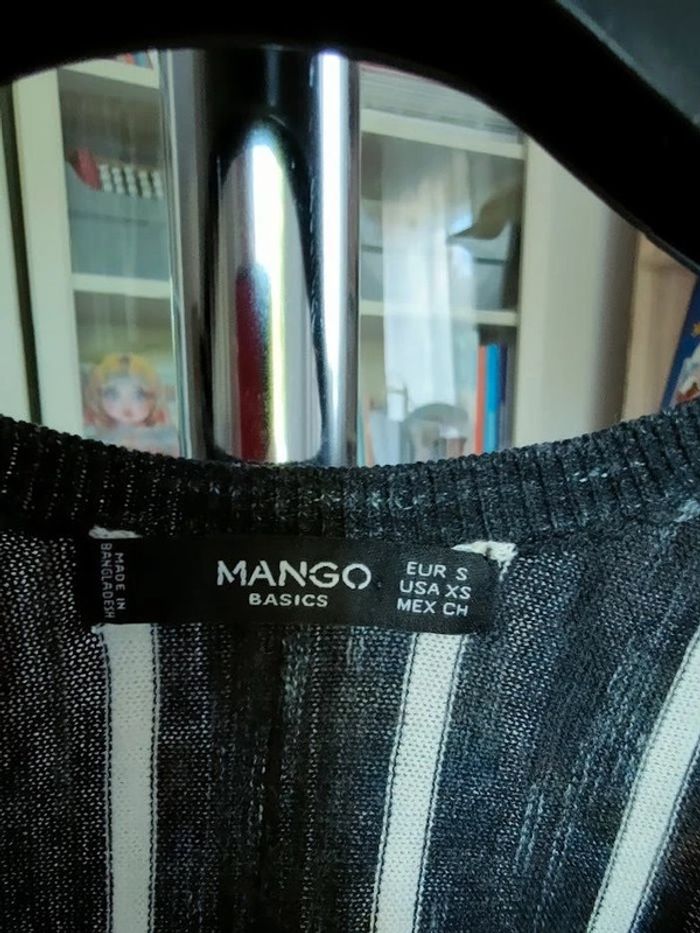 MADE IN
BANGLADESH
MANGO
BASICS
EUR S
USA XS
MEX CH